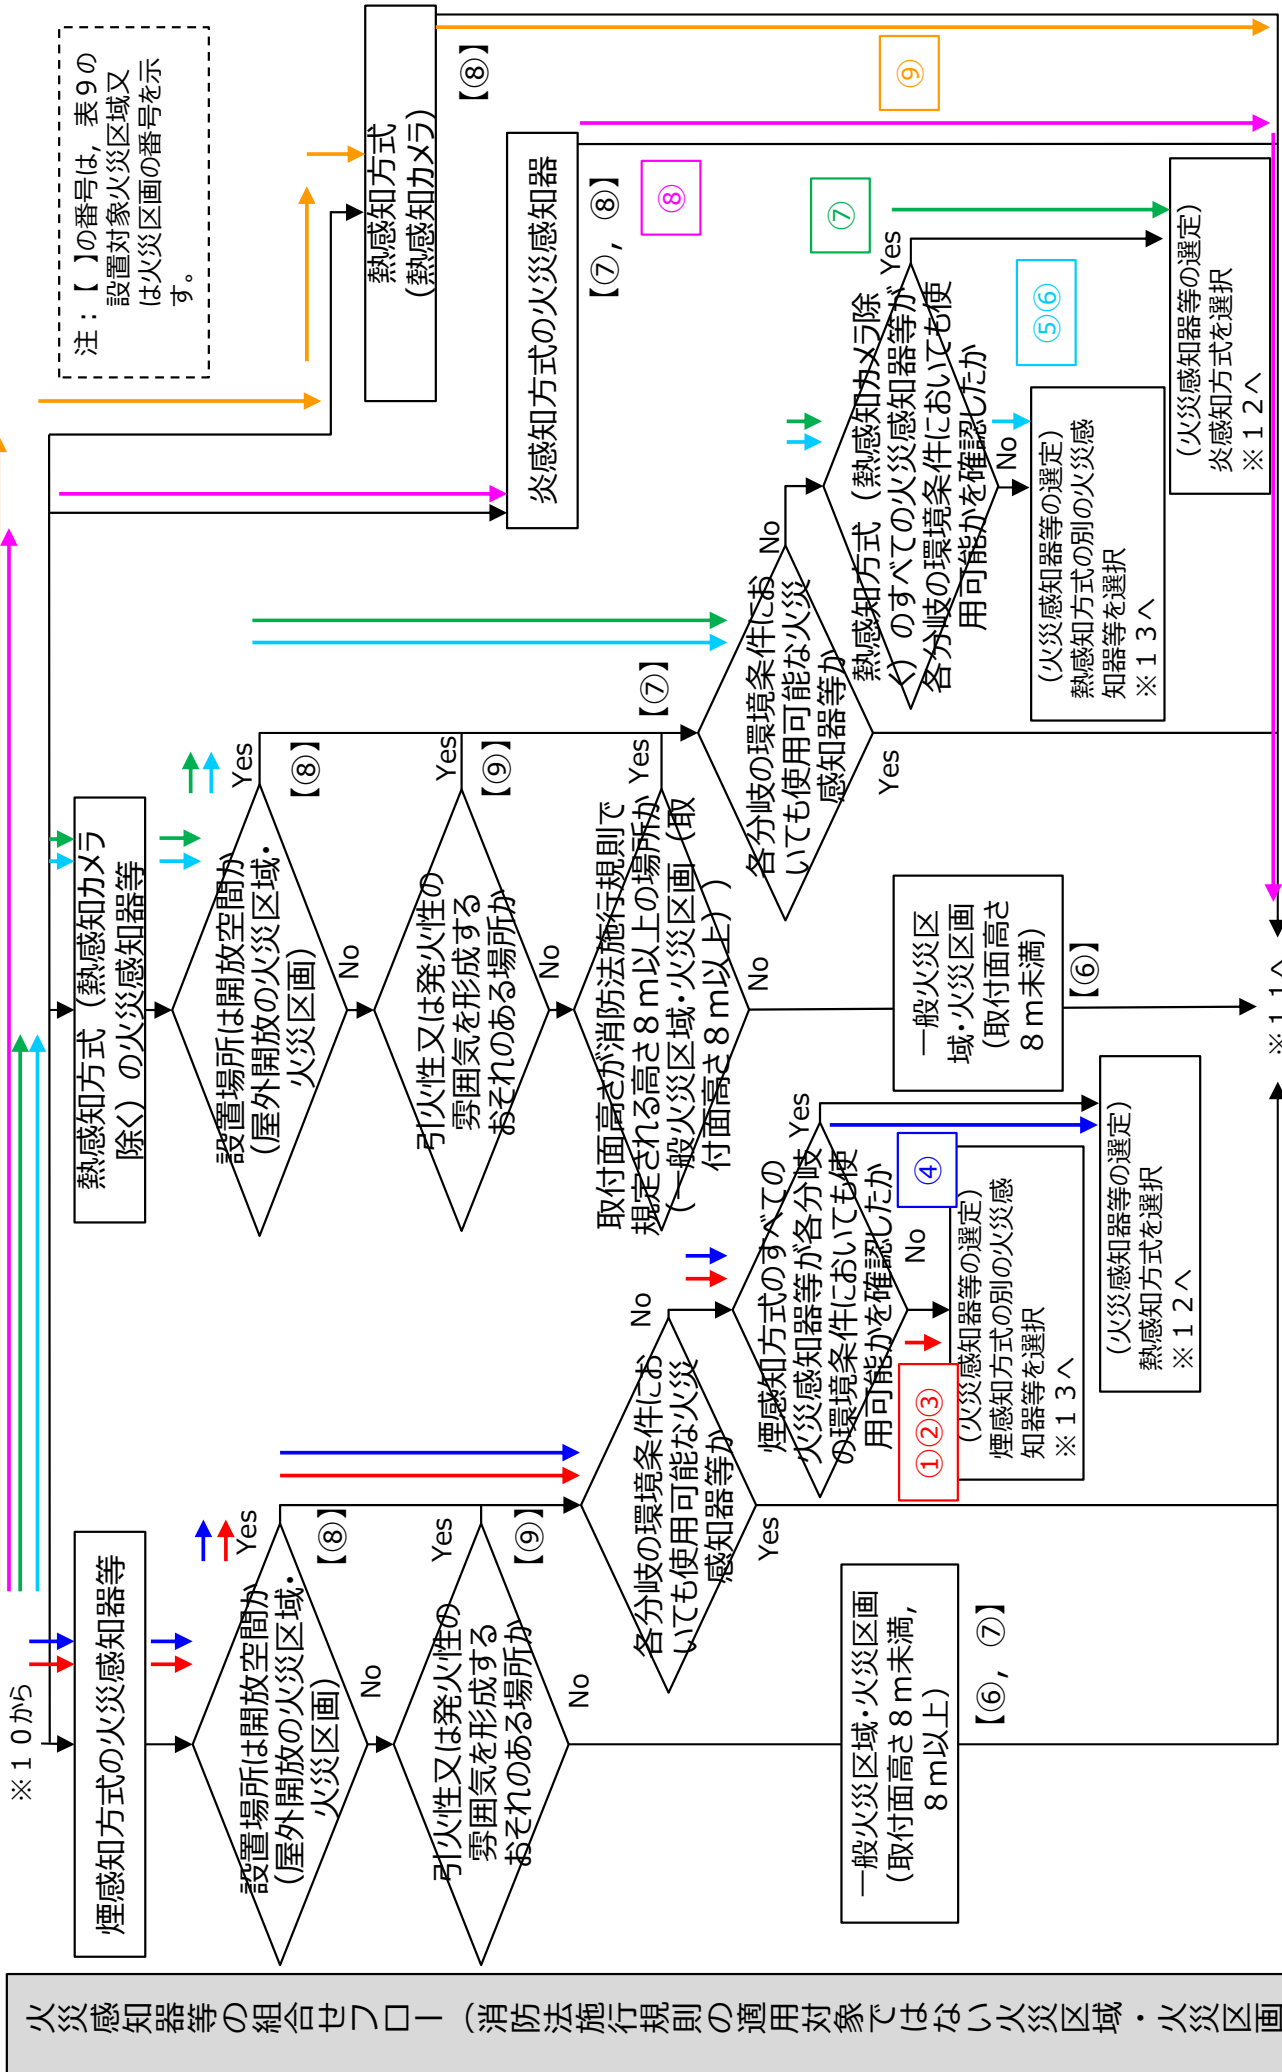 火災感知器等の組合せフロー（消防法施行規則の適用対象ではない火災区域・火災区画
※１０から
煙感知方式の火災感知器等
設置場所は開放空間か
（屋外開放の火災区域・
火災区画）
Yes
【⑧】
No
引火性又は発火性の
雰囲気を形成する
おそれのある場所か
Yes
【⑨】
No
各分岐の環境条件にお
いても使用可能な火災
感知器等か
No
Yes
煙感知方式のすべての
火災感知器等が各分岐
の環境条件においても使
用可能かを確認したか
Yes
No
①②③
④
（火災感知器等の選定）
煙感知方式の別の火災感
知器等を選択
※１３へ
（火災感知器等の選定）
熱感知方式を選択
※１２へ
一般火災区域・火災区画
（取付面高さ８ｍ未満，
８ｍ以上）
【⑥，⑦】
熱感知方式（熱感知カメラ
除く）の火災感知器等
設置場所は開放空間か
（屋外開放の火災区域・
火災区画）
Yes
【⑧】
No
引火性又は発火性の
雰囲気を形成する
おそれのある場所か
Yes
【⑨】
No
取付面高さが消防法施行規則で
規定される高さ８ｍ以上の場所か
（一般火災区域・火災区画（取
付面高さ８ｍ以上））
Yes
【⑦】
No
一般火災区
域・火災区画
（取付面高さ
８ｍ未満）
【⑥】
各分岐の環境条件にお
いても使用可能な火災
感知器等か
No
Yes
熱感知方式（熱感知カメラ除
く）のすべての火災感知器等が
各分岐の環境条件においても使
用可能かを確認したか
Yes
No
⑦
⑤⑥
（火災感知器等の選定）
熱感知方式の別の火災感
知器等を選択
※１３へ
（火災感知器等の選定）
炎感知方式を選択
※１２へ
炎感知方式の火災感知器
【⑦，⑧】
⑧
熱感知方式
（熱感知カメラ）
【⑧】
⑨
※１１へ
注：【 】の番号は，表９の
設置対象火災区域又
は火災区画の番号を示
す。